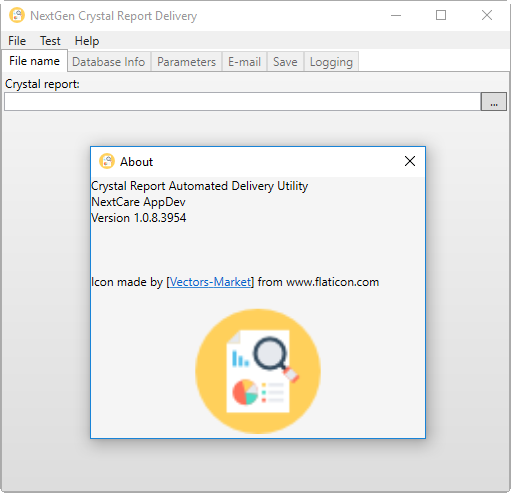 NextGen Crystal Report Delivery
File Test Help
File name Database Info Parameters E-mail Save Logging
Crystal report:
...
About
Crystal Report Automated Delivery Utility
NextCare AppDev
Version 1.0.8.3954
Icon made by [Vectors-Market] from www.flaticon.com